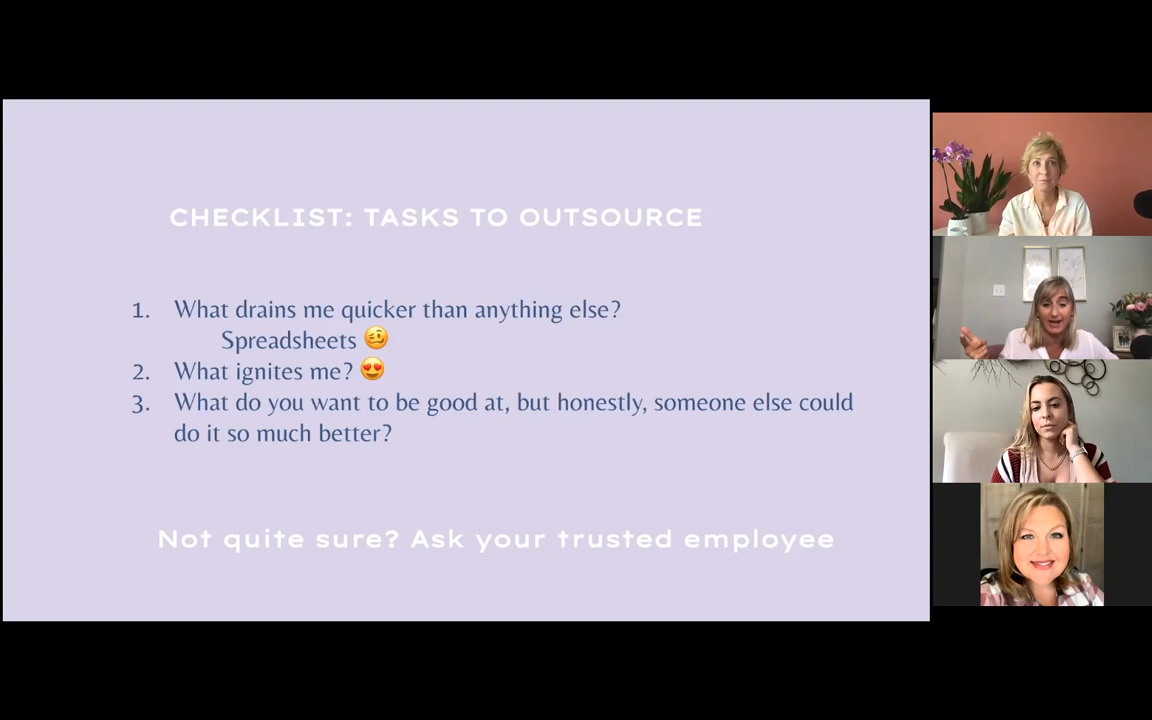 CHECKLIST: TASKS TO OUTSOURCE
1. What drains me quicker than anything else?
Spreadsheets 🥴
2. What ignites me? 😍
3. What do you want to be good at, but honestly, someone else could
do it so much better?
Not quite sure? Ask your trusted employee